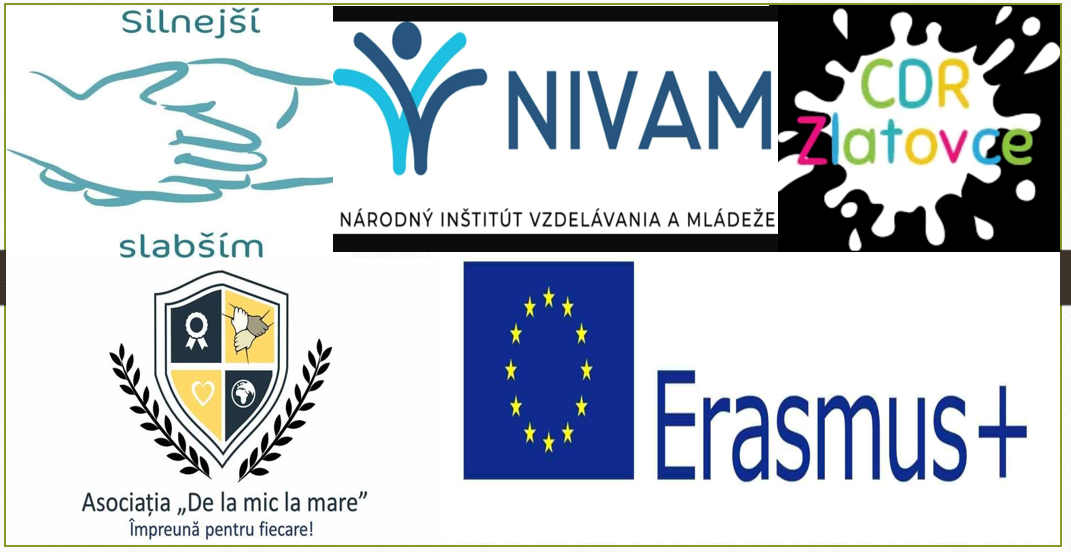 Silnejší
slabším
NIVAM
NÁRODNÝ INŠTITÚT VZDELÁVANIA A MLÁDEŽE
CDR
Zlatovce
Asociația „De la mic la mare”
Împreună pentru fiecare!
Erasmus+